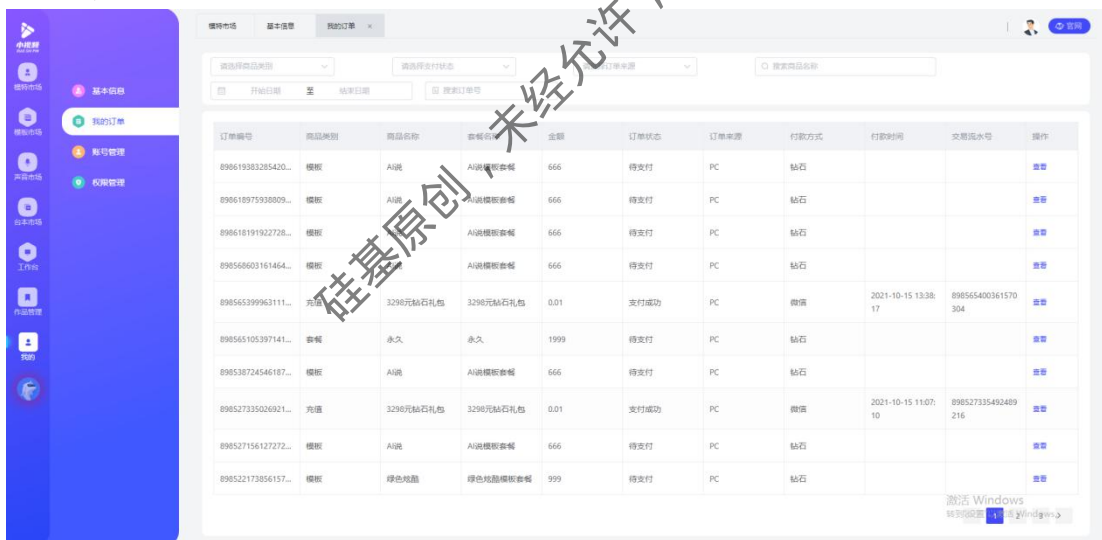 模特市场 基本信息 我的订单 ×
官网
小视频
模特市场
模板市场
声音市场
台本市场
工作台
作品管理
我的
基本信息
我的订单
账号管理
权限管理
请选择商品类别 请选择支付状态 订单来源 搜索商品名称
开始日期 至 结束日期 搜索订单号
订单编号 商品类别 商品名称 套餐名称 金额 订单状态 订单来源 付款方式 付款时间 交易流水号 操作
898619383285420... 模板 AI说 AI说模板套餐 666 待支付 PC 钻石 查看
898618975938809... 模板 AI说 AI说模板套餐 666 待支付 PC 钻石 查看
898618191922728... 模板 AI说 AI说模板套餐 666 待支付 PC 钻石 查看
898568603161464... 模板 AI说 AI说模板套餐 666 待支付 PC 钻石 查看
898565399963111... 充值 3298元钻石礼包 3298元钻石礼包 0.01 支付成功 PC 微信 2021-10-15 13:38:17 898565400361570304 查看
898565105397141... 套餐 永久 永久 1999 待支付 PC 钻石 查看
898538724546187... 模板 AI说 AI说模板套餐 666 待支付 PC 钻石 查看
898527335026921... 充值 3298元钻石礼包 3298元钻石礼包 0.01 支付成功 PC 微信 2021-10-15 11:07:10 898527335492489216 查看
898527156127272... 模板 AI说 AI说模板套餐 666 待支付 PC 钻石 查看
898522173856157... 模板 绿色炫酷 绿色炫酷模板套餐 999 待支付 PC 钻石 查看
激活 Windows
1 2 3 >
硅基原创，未经允许